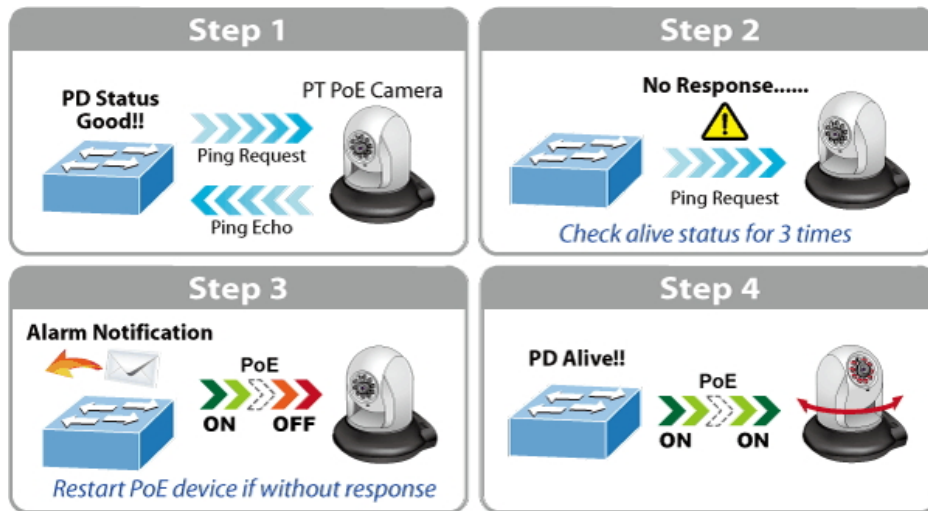 Step 1
PD Status
Good!!
PT PoE Camera
Ping Request
Ping Echo
Step 2
No Response......
Ping Request
Check alive status for 3 times
Step 3
Alarm Notification
PoE
ON OFF
Restart PoE device if without response
Step 4
PD Alive!!
PoE
ON ON